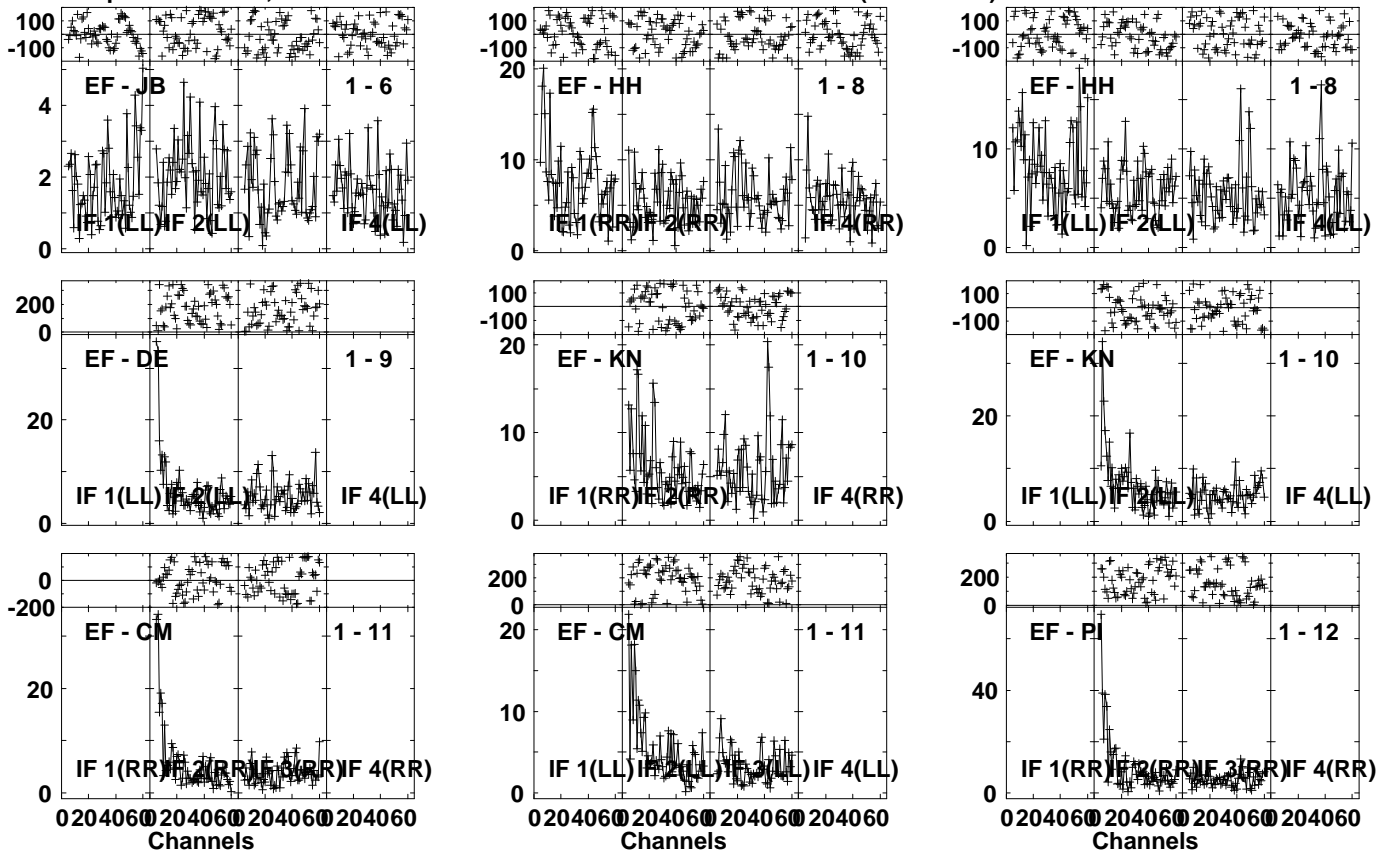 100
-100
EF - JB 1 - 6
4
2
0
IF 1(LL) IF 2(LL) IF 4(LL)
100
-100
20
EF - HH 1 - 8
10
0
IF 1(RR) IF 2(RR) IF 4(RR)
100
-100
EF - HH 1 - 8
10
0
IF 1(LL) IF 2(LL) IF 4(LL)
200
0
EF - DE 1 - 9
20
0
IF 1(LL) IF 2(LL) IF 4(LL)
100
-100
20
EF - KN 1 - 10
10
0
IF 1(RR) IF 2(RR) IF 4(RR)
100
-100
EF - KN 1 - 10
20
0
IF 1(LL) IF 2(LL) IF 4(LL)
0
-200
EF - CM 1 - 11
20
0
IF 1(RR) IF 2(RR) IF 3(RR) IF 4(RR)
0 20 40 60 0 20 40 60 0 20 40 60 0 20 40 60
Channels
200
0
20
EF - CM 1 - 11
10
0
IF 1(LL) IF 2(LL) IF 3(LL) IF 4(LL)
0 20 40 60 0 20 40 60 0 20 40 60 0 20 40 60
Channels
200
0
EF - PI 1 - 12
40
0
IF 1(RR) IF 2(RR) IF 3(RR) IF 4(RR)
0 20 40 60 0 20 40 60 0 20 40 60 0 20 40 60
Channels